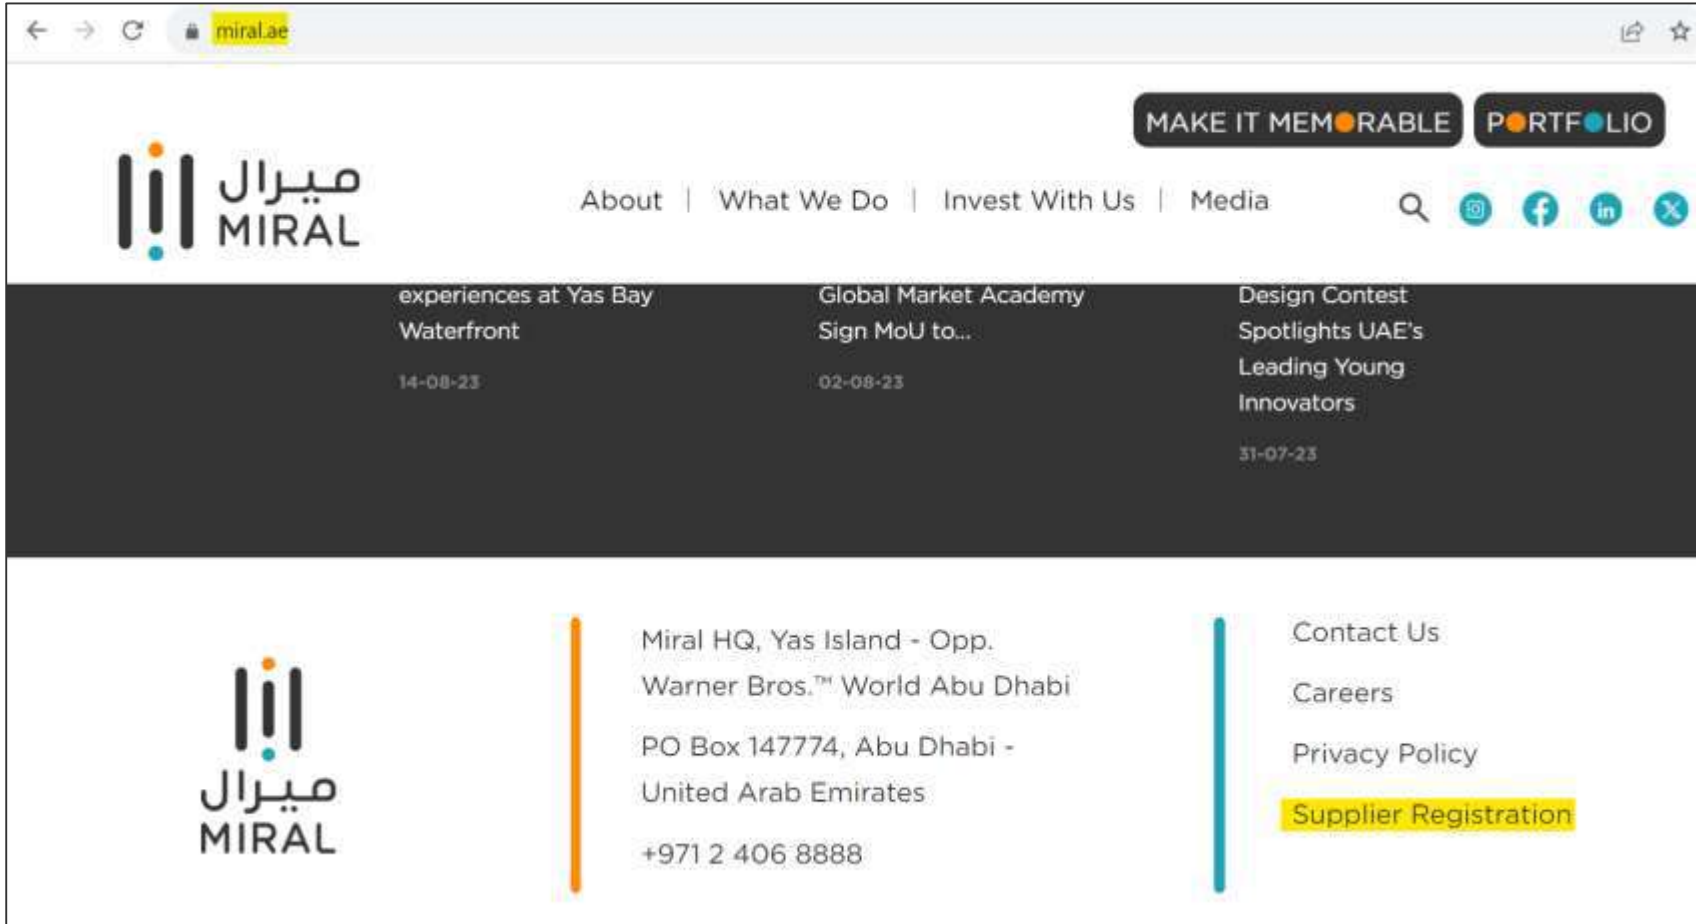 miral.ae
MAKE IT MEMORABLE
PORTFOLIO
ميرال
MIRAL
About | What We Do | Invest With Us | Media
experiences at Yas Bay
Waterfront
14-08-23
Global Market Academy
Sign MoU to...
02-08-23
Design Contest
Spotlights UAE's
Leading Young
Innovators
31-07-23
ميرال
MIRAL
Miral HQ, Yas Island - Opp.
Warner Bros.™ World Abu Dhabi
PO Box 147774, Abu Dhabi -
United Arab Emirates
+971 2 406 8888
Contact Us
Careers
Privacy Policy
Supplier Registration